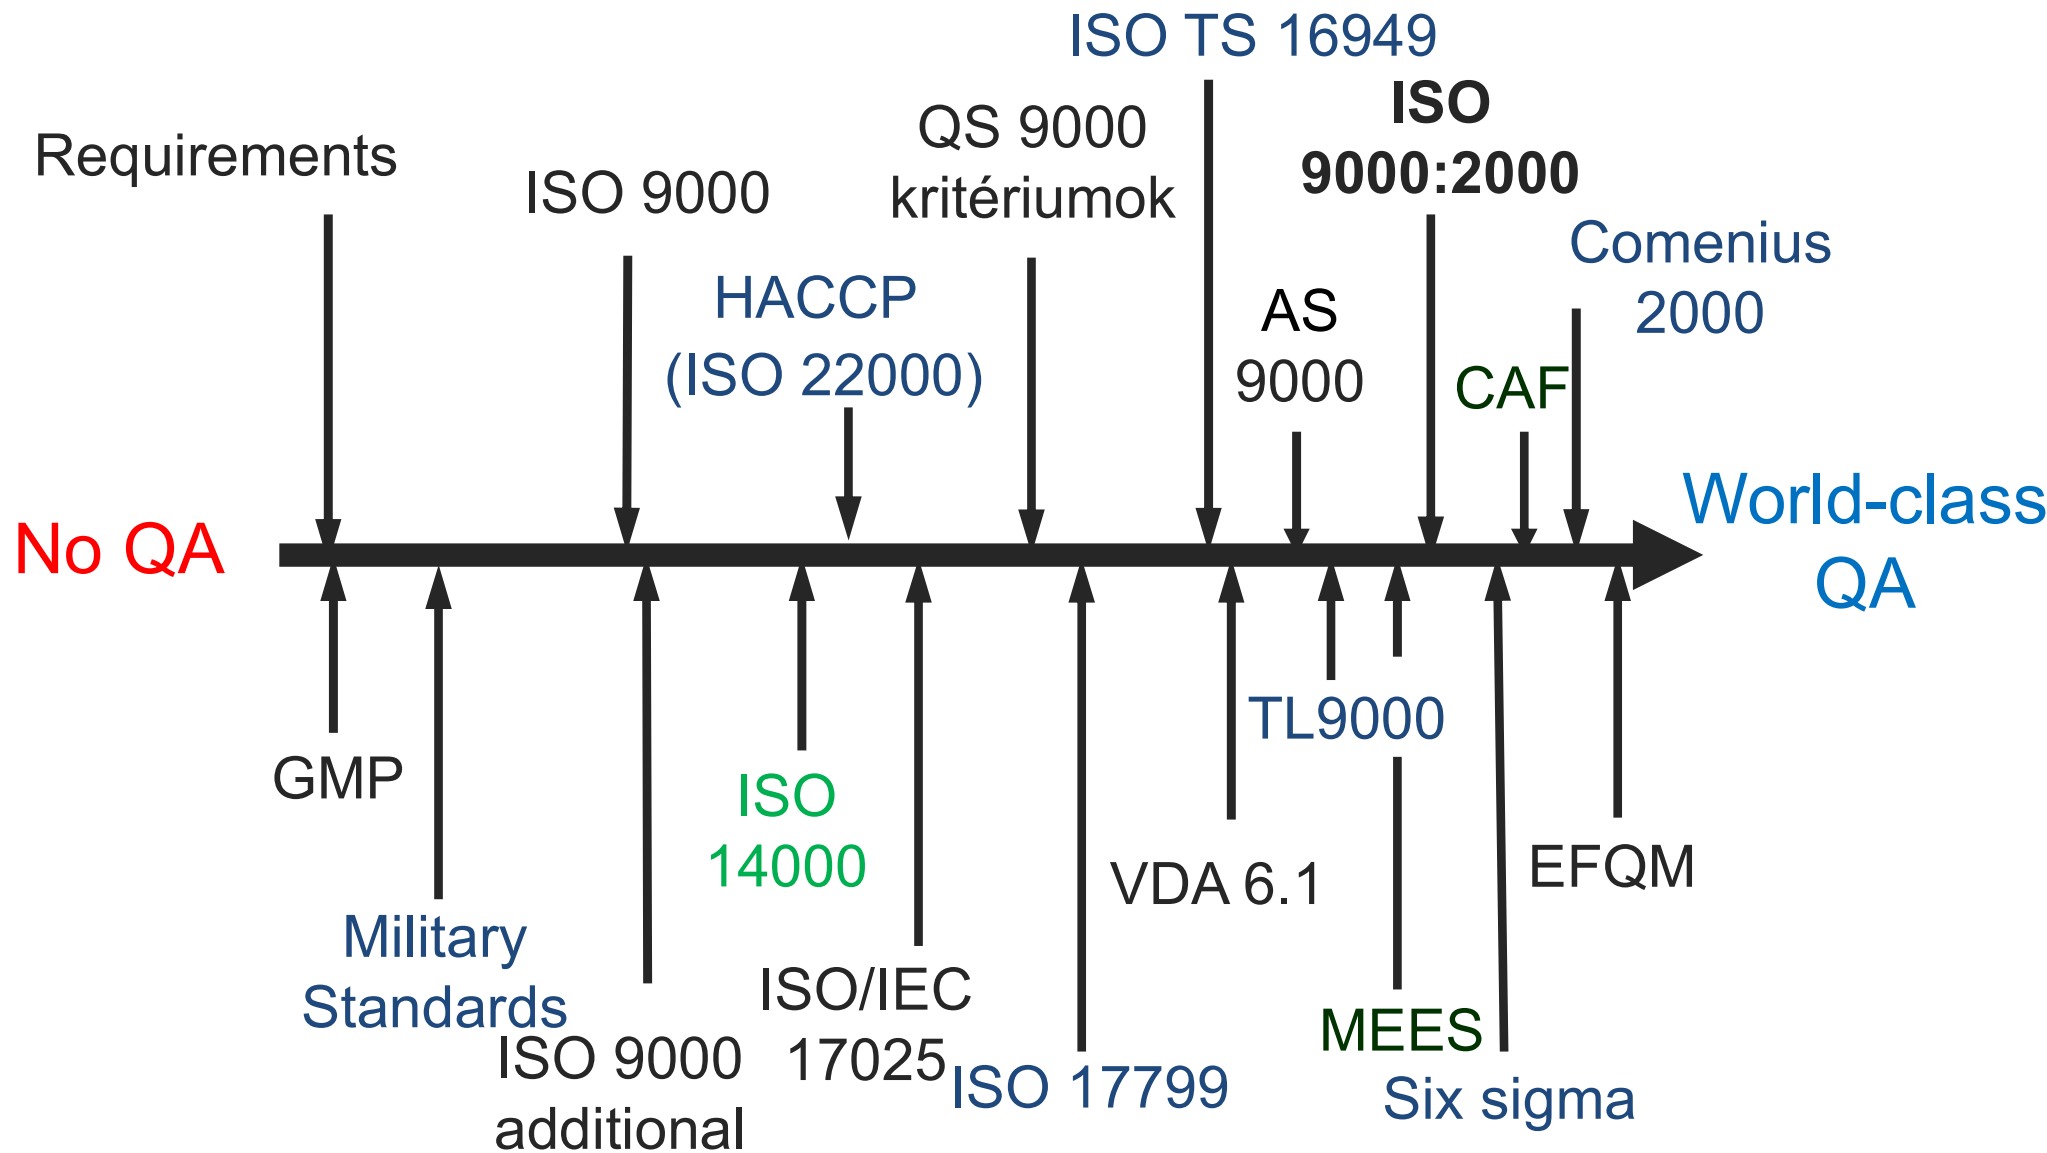 ISO TS 16949
ISO
9000:2000
QS 9000
kritériumok
Requirements
ISO 9000
Comenius
2000
HACCP
(ISO 22000)
AS
9000
CAF
No QA
World-class
QA
GMP
TL9000
ISO
14000
VDA 6.1
EFQM
Military
Standards
ISO/IEC
17025
MEES
ISO 9000
additional
ISO 17799
Six sigma